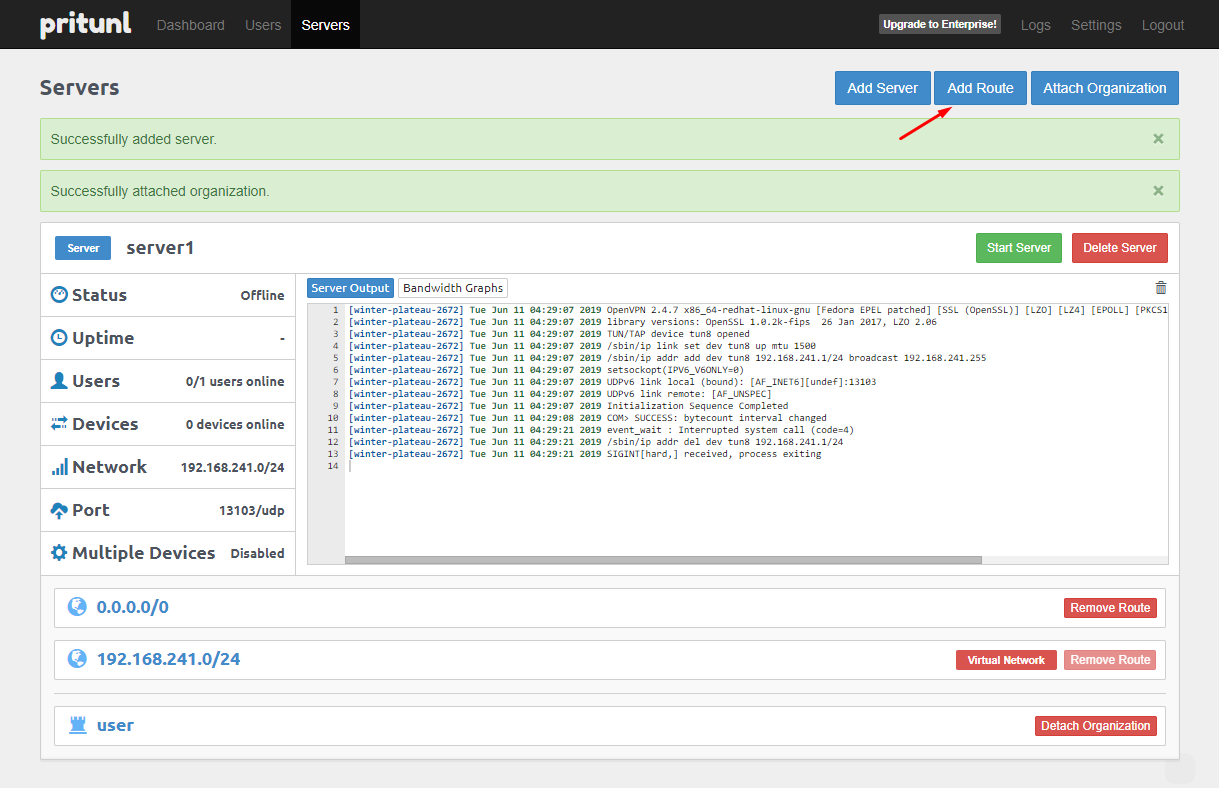 pritunl Dashboard Users Servers Upgrade to Enterprise! Logs Settings Logout
Servers Add Server Add Route Attach Organization
Successfully added server. ×
Successfully attached organization. ×
Server server1 Start Server Delete Server
Status Offline
Uptime -
Users 0/1 users online
Devices 0 devices online
Network 192.168.241.0/24
Port 13103/udp
Multiple Devices Disabled
Server Output Bandwidth Graphs
1 [winter-plateau-2672] Tue Jun 11 04:29:07 2019 OpenVPN 2.4.7 x86_64-redhat-linux-gnu [Fedora EPEL patched] [SSL (OpenSSL)] [LZO] [LZ4] [EPOLL] [PKCS1
2 [winter-plateau-2672] Tue Jun 11 04:29:07 2019 library versions: OpenSSL 1.0.2k-fips  26 Jan 2017, LZO 2.06
3 [winter-plateau-2672] Tue Jun 11 04:29:07 2019 TUN/TAP device tun8 opened
4 [winter-plateau-2672] Tue Jun 11 04:29:07 2019 /sbin/ip link set dev tun8 up mtu 1500
5 [winter-plateau-2672] Tue Jun 11 04:29:07 2019 /sbin/ip addr add dev tun8 192.168.241.1/24 broadcast 192.168.241.255
6 [winter-plateau-2672] Tue Jun 11 04:29:07 2019 setsockopt(IPV6_V6ONLY=0)
7 [winter-plateau-2672] Tue Jun 11 04:29:07 2019 UDPv6 link local (bound): [AF_INET6][undef]:13103
8 [winter-plateau-2672] Tue Jun 11 04:29:07 2019 UDPv6 link remote: [AF_UNSPEC]
9 [winter-plateau-2672] Tue Jun 11 04:29:07 2019 Initialization Sequence Completed
10 [winter-plateau-2672] Tue Jun 11 04:29:08 2019 COM> SUCCESS: bytecount interval changed
11 [winter-plateau-2672] Tue Jun 11 04:29:21 2019 event_wait : Interrupted system call (code=4)
12 [winter-plateau-2672] Tue Jun 11 04:29:21 2019 /sbin/ip addr del dev tun8 192.168.241.1/24
13 [winter-plateau-2672] Tue Jun 11 04:29:21 2019 SIGINT[hard,] received, process exiting
14
0.0.0.0/0 Remove Route
192.168.241.0/24 Virtual Network Remove Route
user Detach Organization